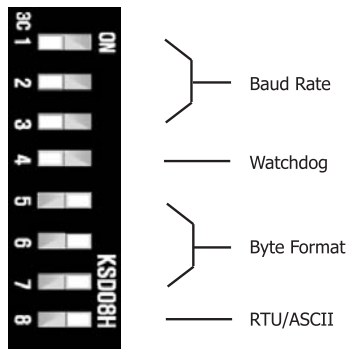 3C
ON
1
2
3
4
5
6
7
8
KSD08H
Baud Rate
Watchdog
Byte Format
RTU/ASCII